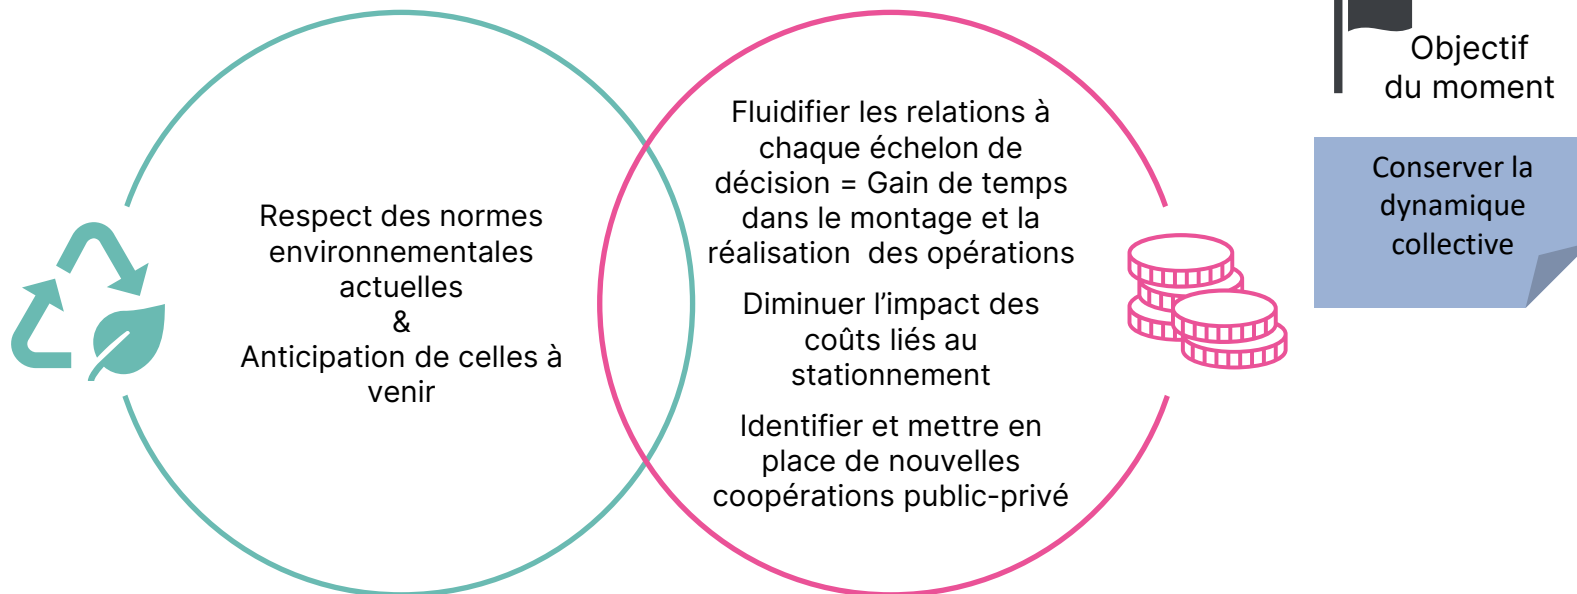 Respect des normes
environnementales
actuelles
&
Anticipation de celles à
venir
Fluidifier les relations à
chaque échelon de
décision = Gain de temps
dans le montage et la
réalisation  des opérations
Diminuer l’impact des
coûts liés au
stationnement
Identifier et mettre en
place de nouvelles
coopérations public-privé
Objectif
du moment
Conserver la
dynamique
collective